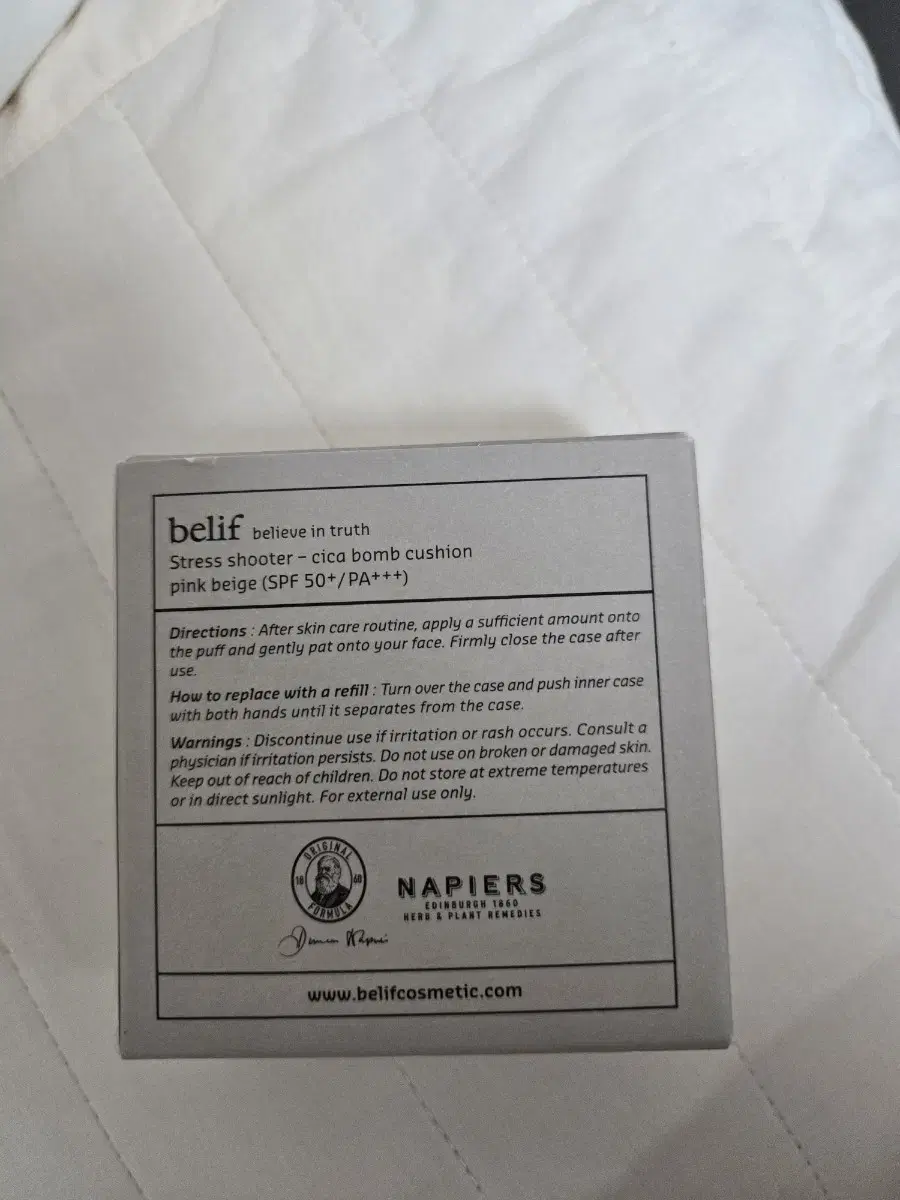 belif believe in truth
Stress shooter – cica bomb cushion
pink beige (SPF 50+/PA+++)
Directions : After skin care routine, apply a sufficient amount onto
the puff and gently pat onto your face. Firmly close the case after
use.
How to replace with a refill : Turn over the case and push inner case
with both hands until it separates from the case.
Warnings : Discontinue use if irritation or rash occurs. Consult a
physician if irritation persists. Do not use on broken or damaged skin.
Keep out of reach of children. Do not store at extreme temperatures
or in direct sunlight. For external use only.
ORIGINAL
18 60
FORMULA
NAPIERS
EDINBURGH 1860
HERB & PLANT REMEDIES
www.belifcosmetic.com